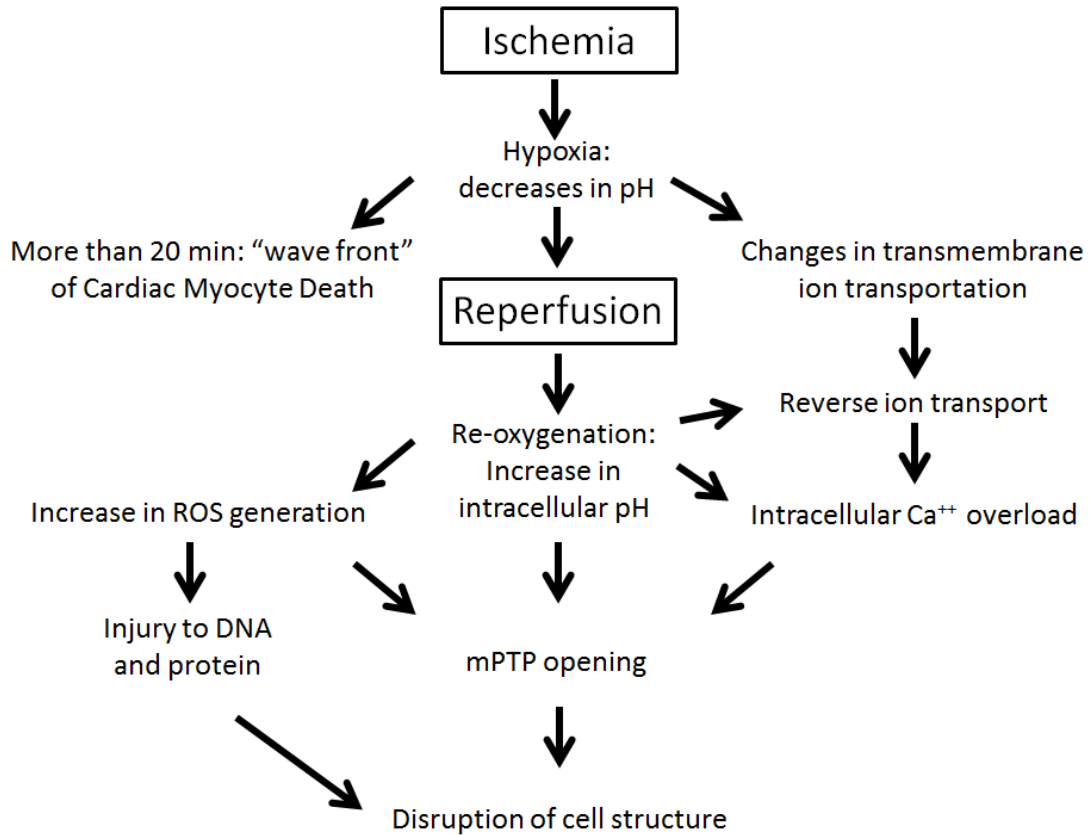 Ischemia
Hypoxia:
decreases in pH
More than 20 min: “wave front”
of Cardiac Myocyte Death
Changes in transmembrane
ion transportation
Reperfusion
Reverse ion transport
Re-oxygenation:
Increase in
intracellular pH
Increase in ROS generation
Intracellular Ca⁺⁺ overload
Injury to DNA
and protein
mPTP opening
Disruption of cell structure